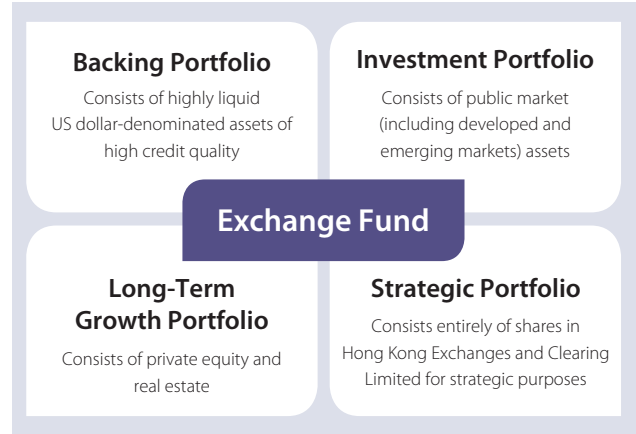 Backing Portfolio
Consists of highly liquid
US dollar-denominated assets of
high credit quality
Investment Portfolio
Consists of public market
(including developed and
emerging markets) assets
Exchange Fund
Long-Term
Growth Portfolio
Consists of private equity and
real estate
Strategic Portfolio
Consists entirely of shares in
Hong Kong Exchanges and Clearing
Limited for strategic purposes